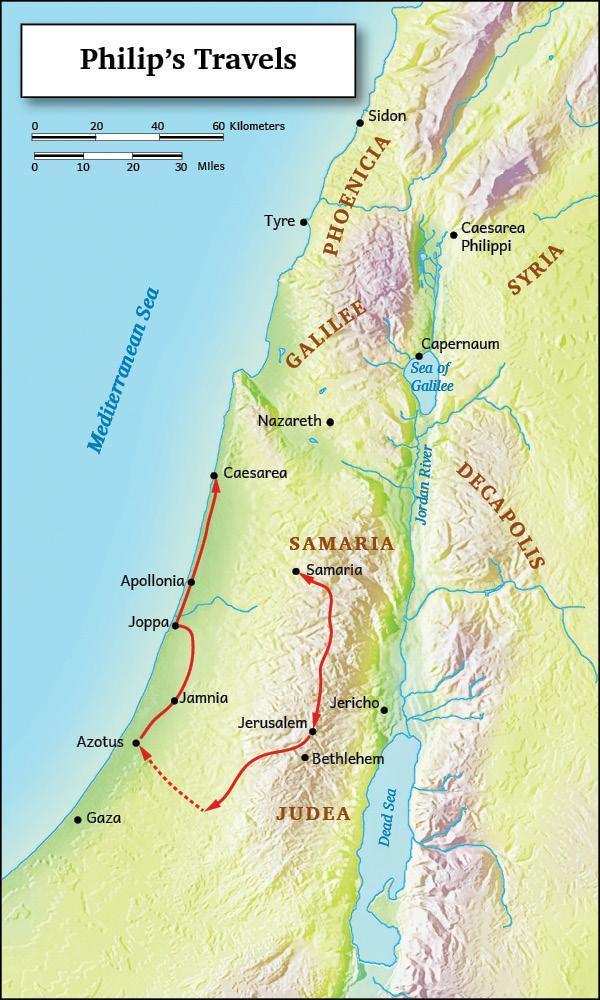 Philip's Travels
0 20 40 60 Kilometers
0 10 20 30 Miles
Sidon
PHOENICIA
Tyre
Caesarea
Philippi
SYRIA
Mediterranean Sea
GALILEE
Capernaum
Sea of
Galilee
Nazareth
Jordan River
DECAPOLIS
Caesarea
SAMARIA
Samaria
Apollonia
Joppa
Jamnia
Jericho
Jerusalem
Azotus
Bethlehem
Dead Sea
JUDEA
Gaza